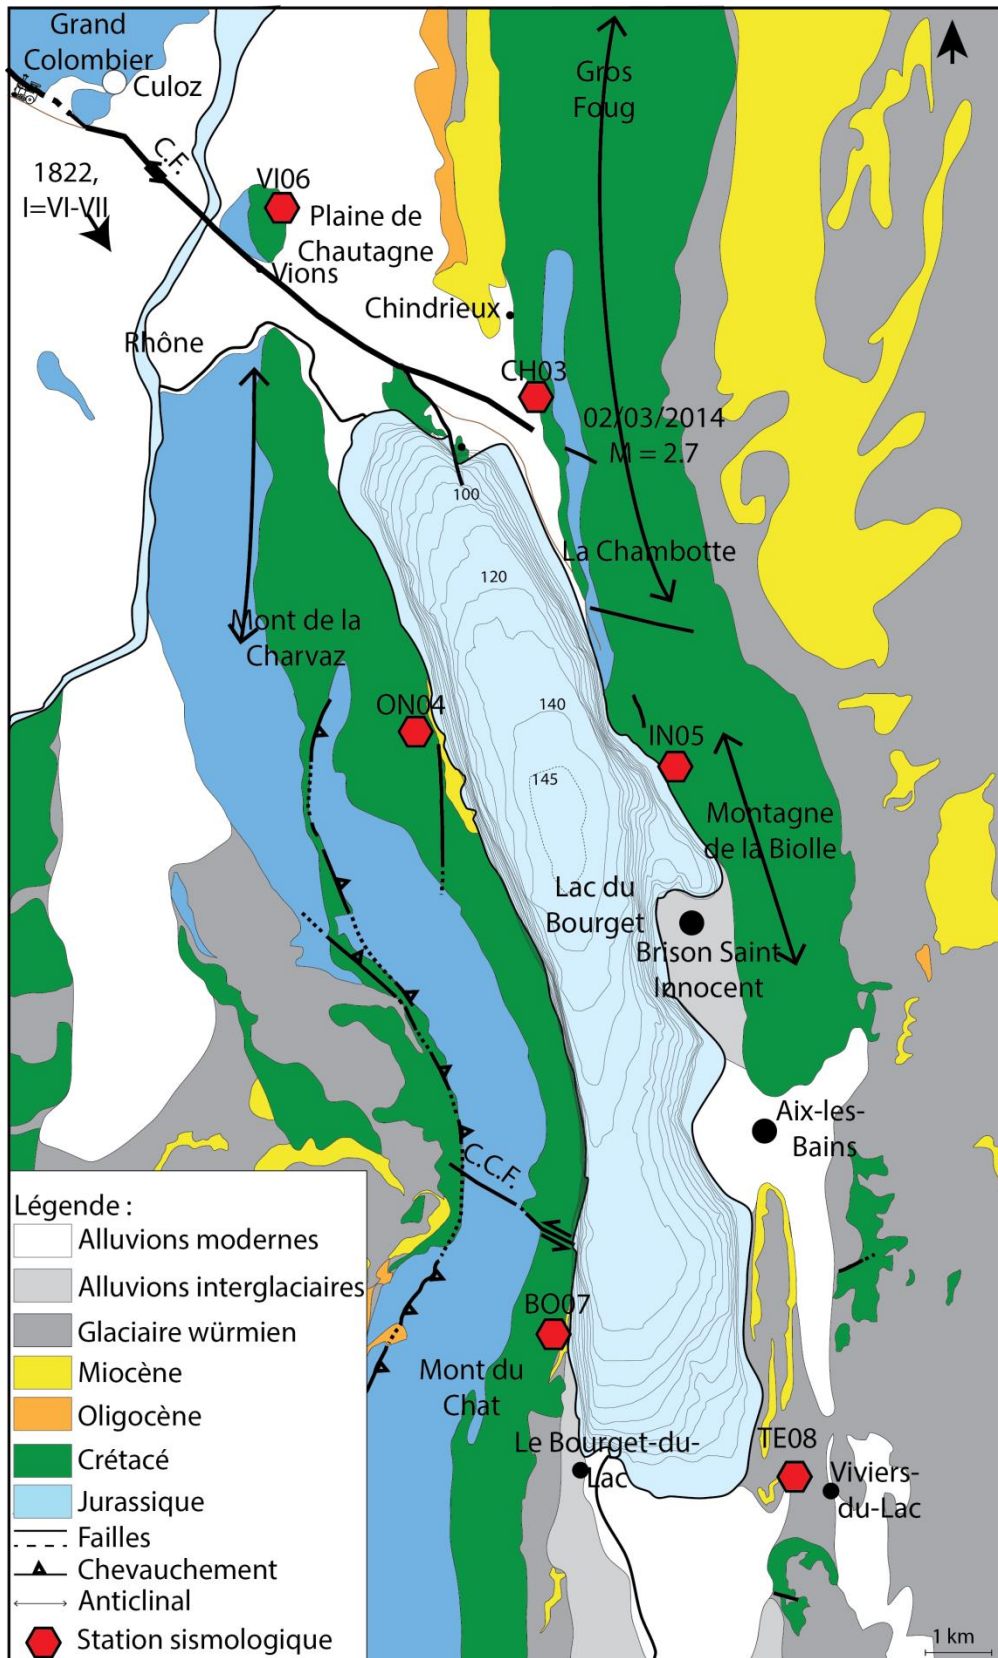 Grand
Colombier
Culoz
Gros
Foug
C.F.
1822,
I=VI-VII
VI06
Plaine de
Chautagne
Vions
Chindrieux
Rhône
CH03
02/03/2014
M = 2.7
100
La Chambotte
120
Mont de la
Charvaz
ON04
140
IN05
145
Montagne
de la Biolle
Lac du
Bourget
Brison Saint
Innocent
Aix-les-
Bains
C.C.F.
BO07
Mont du
Chat
Le Bourget-du-
Lac
TE08
Viviers-
du-Lac
Légende :
Alluvions modernes
Alluvions interglaciaires
Glaciaire würmien
Miocène
Oligocène
Crétacé
Jurassique
Failles
Chevauchement
Anticlinal
Station sismologique
1 km